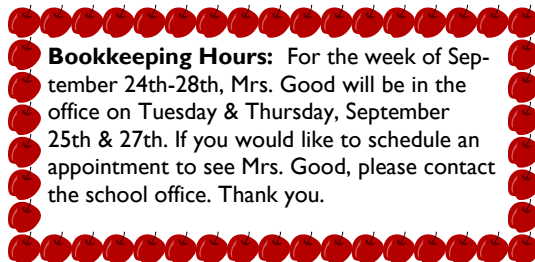 Bookkeeping Hours:  For the week of Sep-
tember 24th-28th, Mrs. Good will be in the
office on Tuesday & Thursday, September
25th & 27th. If you would like to schedule an
appointment to see Mrs. Good, please contact
the school office. Thank you.